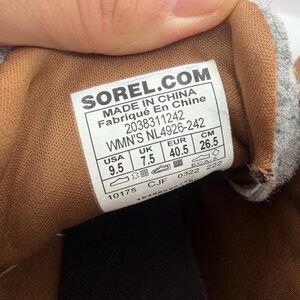 SOREL.COM
MADE IN CHINA
Fabriqué En Chine
2038311242
WMN'S NL4926-242
USA UK EUR CM
9.5 7.5 40.5 26.5
10175 CJF 0322 222